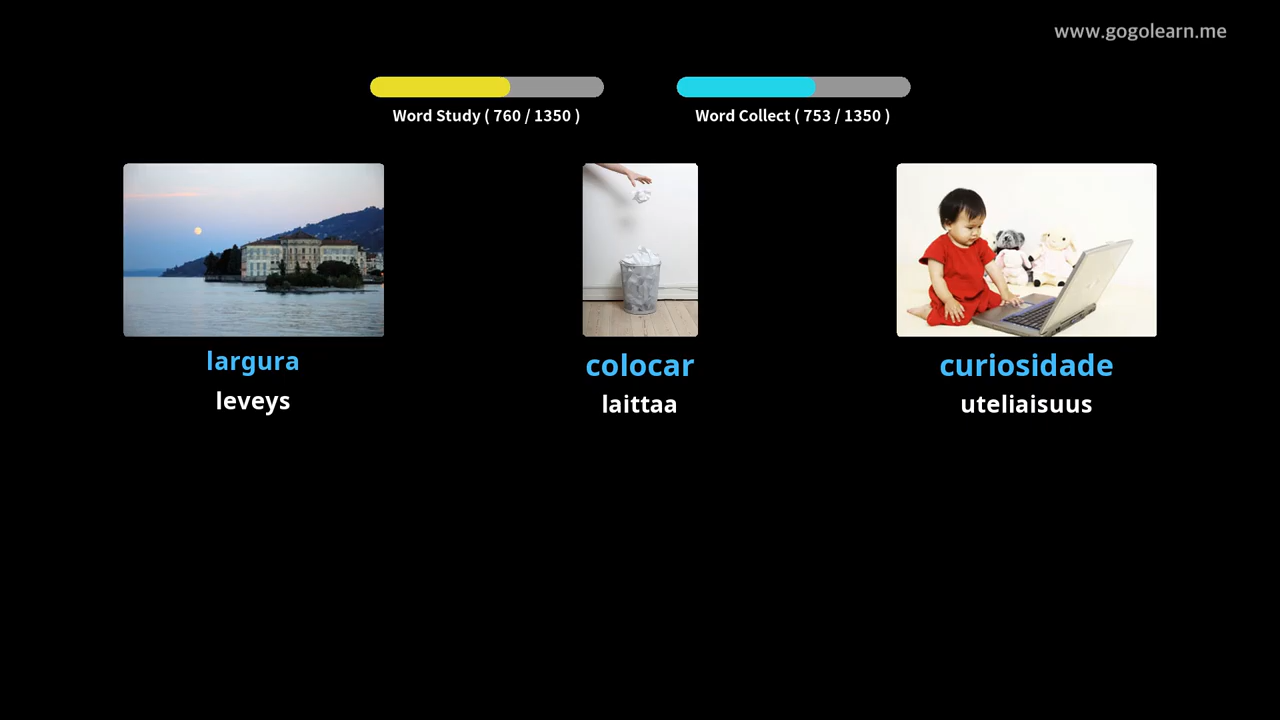 www.gogolearn.me
Word Study ( 760 / 1350 )
Word Collect ( 753 / 1350 )
largura
leveys
colocar
laittaa
curiosidade
uteliaisuus